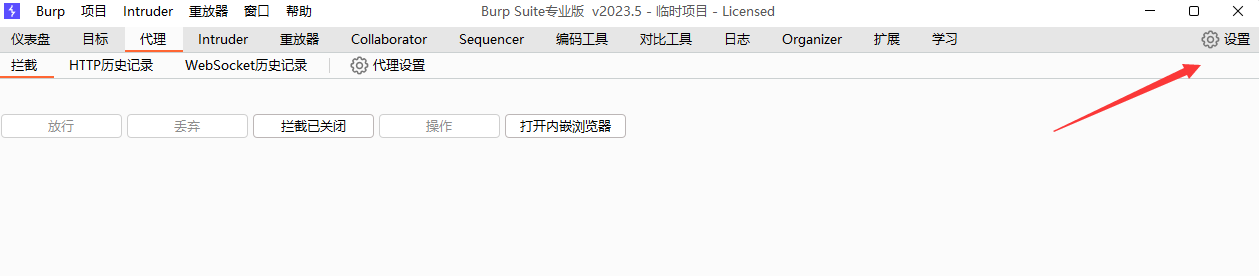 Burp 项目 Intruder 重放器 窗口 帮助 Burp Suite专业版 v2023.5 - 临时项目 - Licensed
仪表盘 目标 代理 Intruder 重放器 Collaborator Sequencer 编码工具 对比工具 日志 Organizer 扩展 学习 设置
拦截 HTTP历史记录 WebSocket历史记录 代理设置
放行 丢弃 拦截已关闭 操作 打开内嵌浏览器